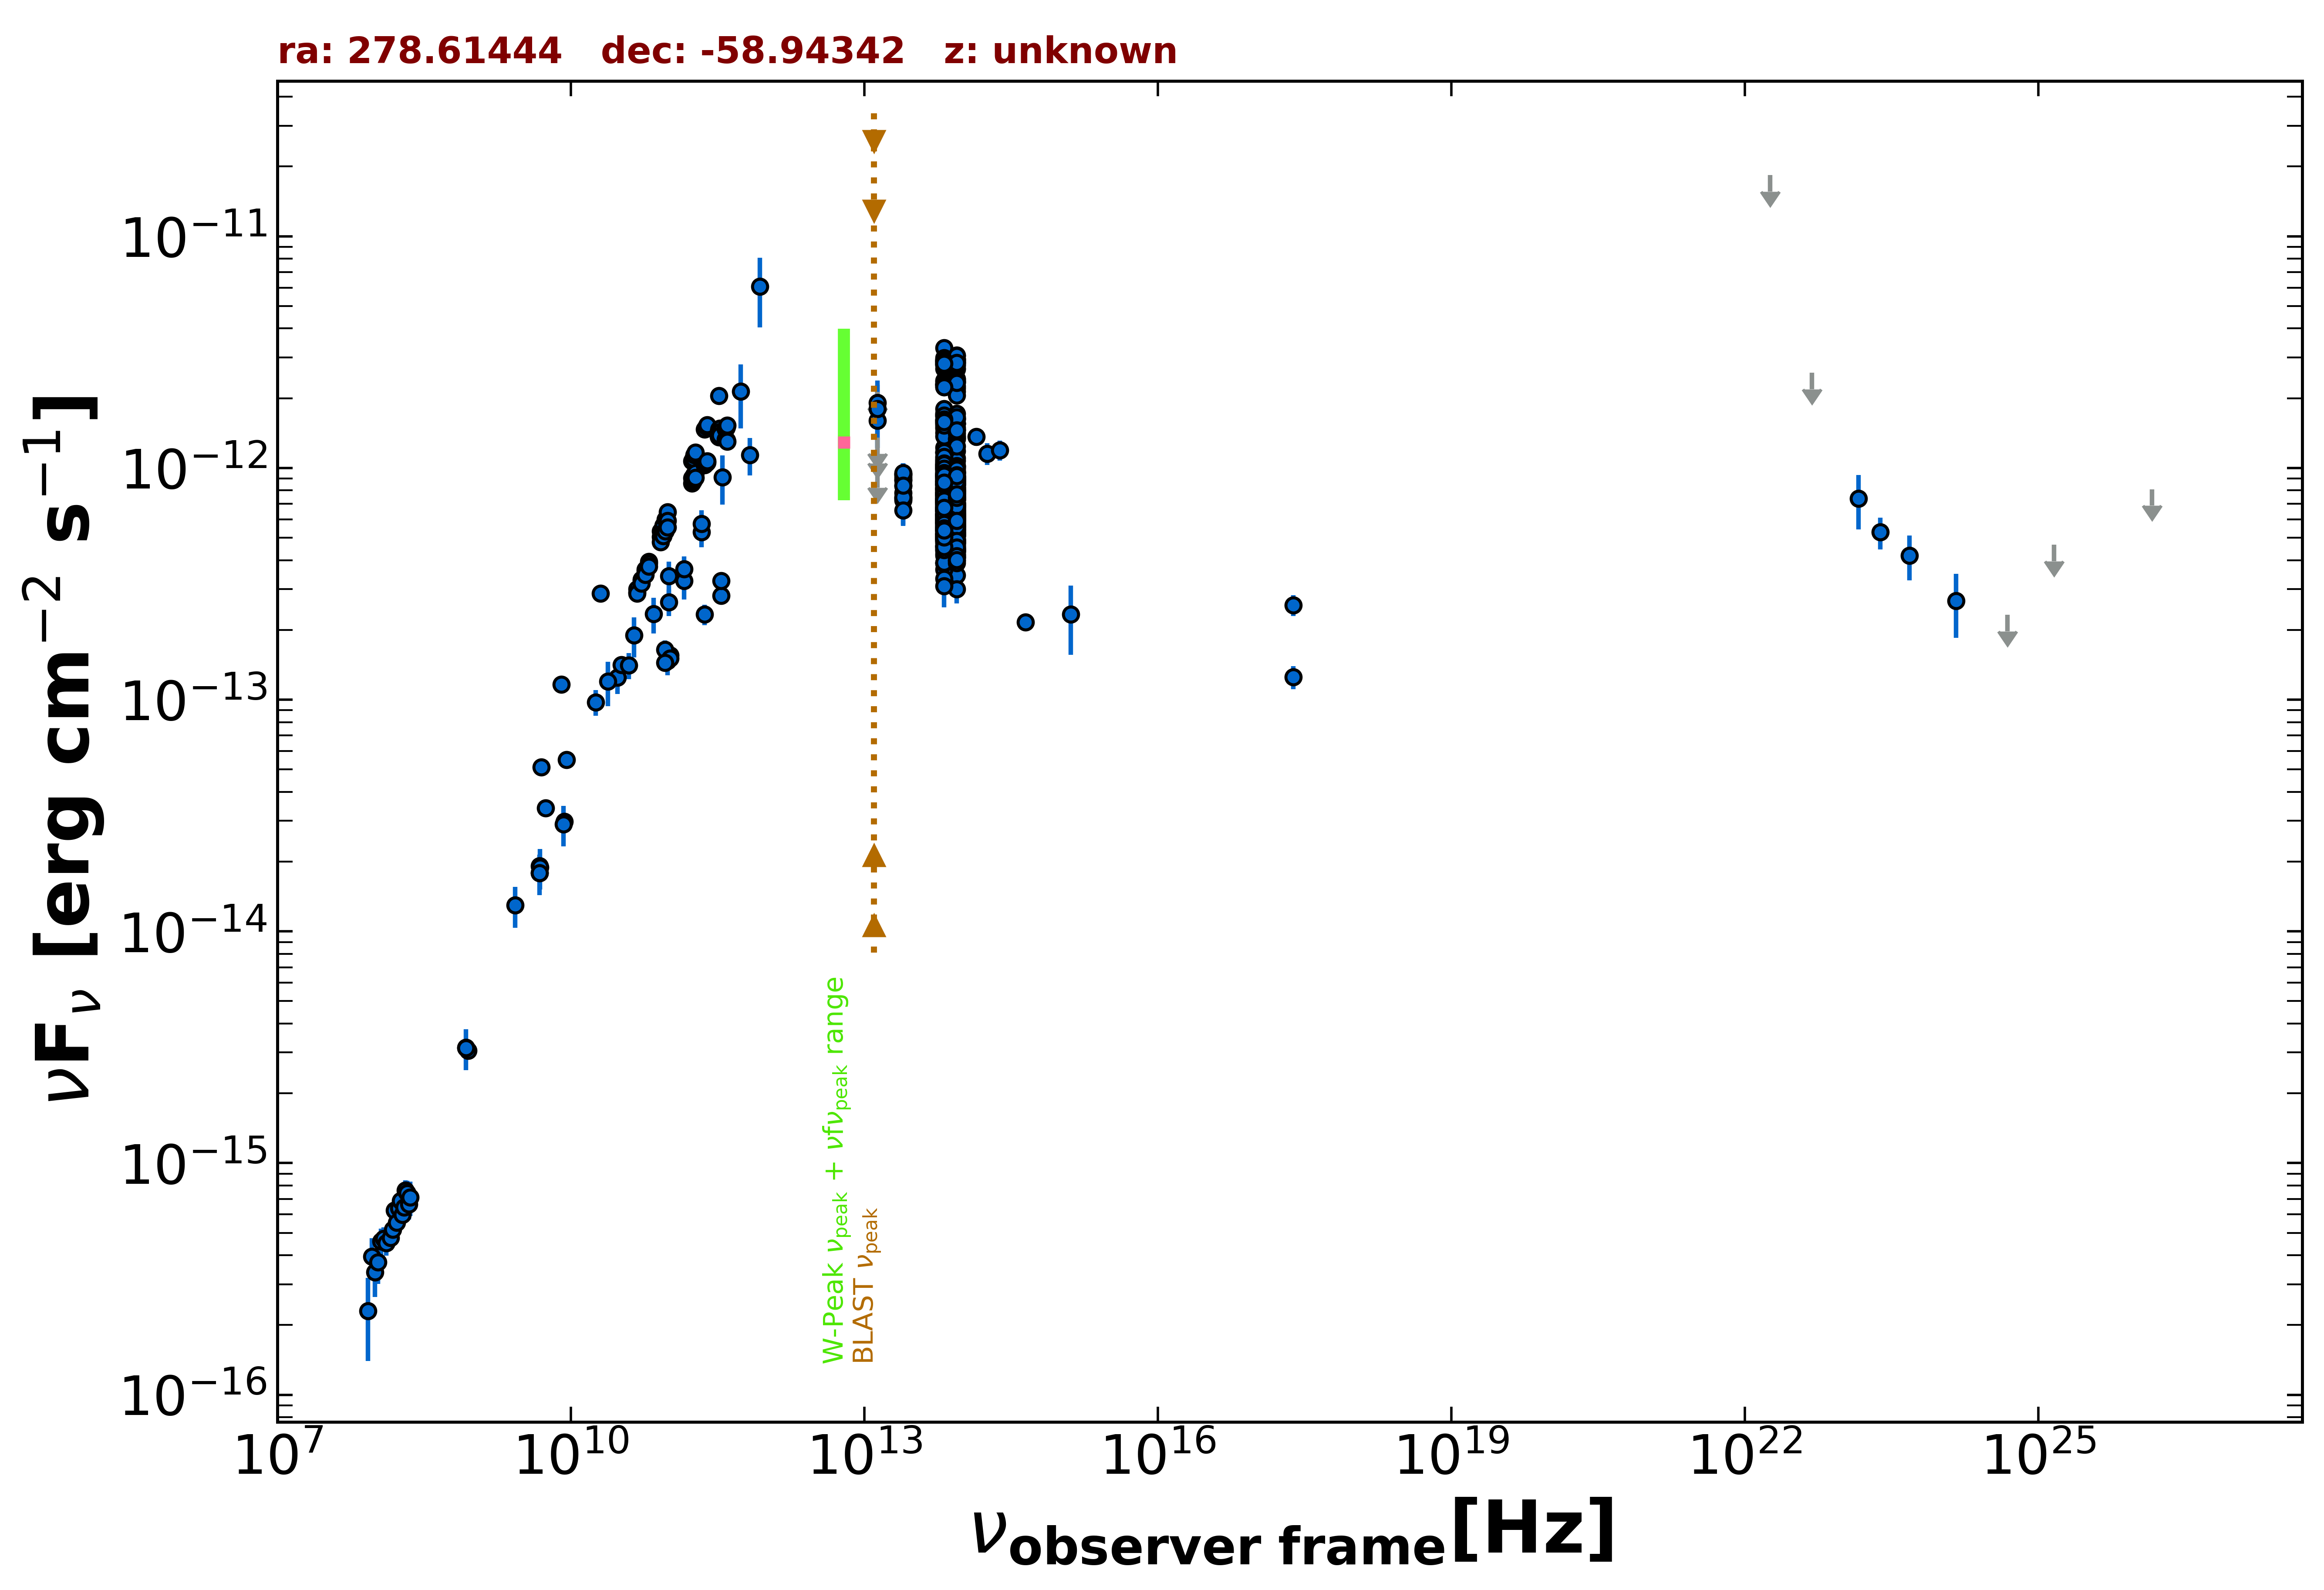 ra: 278.61444   dec: -58.94342   z: unknown
νFν [erg cm⁻² s⁻¹]
10⁻¹¹
10⁻¹²
10⁻¹³
10⁻¹⁴
10⁻¹⁵
10⁻¹⁶
W-Peak νpeak + νfνpeak range
BLAST νpeak
10⁷ 10¹⁰ 10¹³ 10¹⁶ 10¹⁹ 10²² 10²⁵
νobserver frame[Hz]